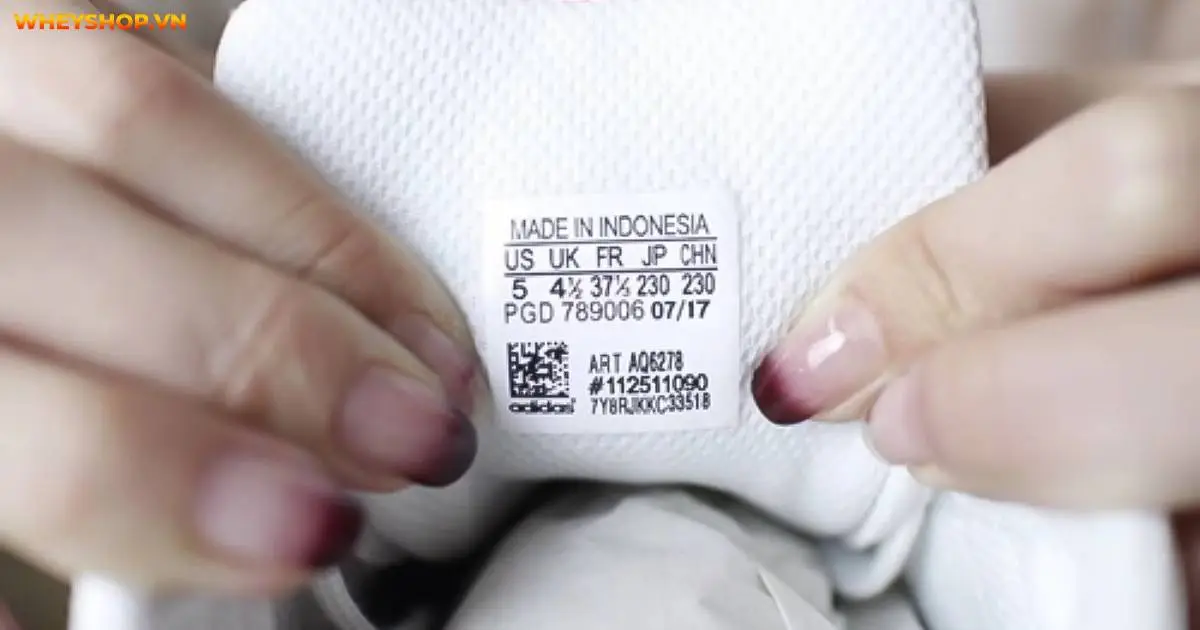 WHEYSHOP.VN
MADE IN INDONESIA
US UK FR JP CHN
5 4½ 37⅓ 230 230
PGD 789006 07/17
ART AQ6278
#112511090
adidas 7Y8RJKKC33518